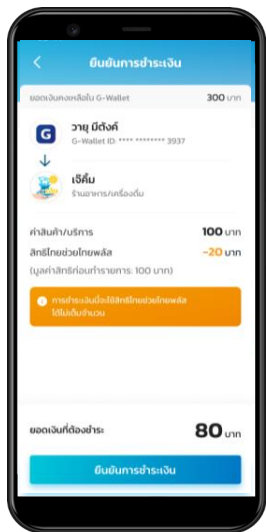 ยืนยันการชำระเงิน
ยอดเงินคงเหลือใน G-Wallet 300 บาท
G วายุ มีตังค์
G-Wallet ID: **** ******** 3937
เจ๊คิ้ม
ร้านอาหาร/เครื่องดื่ม
ค่าสินค้า/บริการ 100 บาท
สิทธิไทยช่วยไทยพลัส -20 บาท
(มูลค่าสิทธิก่อนทำรายการ: 100 บาท)
การชำระเงินนี้จะใช้สิทธิไทยช่วยไทยพลัส
ได้ไม่เต็มจำนวน
ยอดเงินที่ต้องชำระ 80 บาท
ยืนยันการชำระเงิน